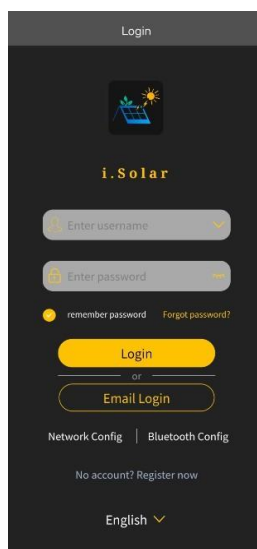 Login
i.Solar
Enter username
Enter password
remember password Forgot password?
Login
or
Email Login
Network Config | Bluetooth Config
No account? Register now
English